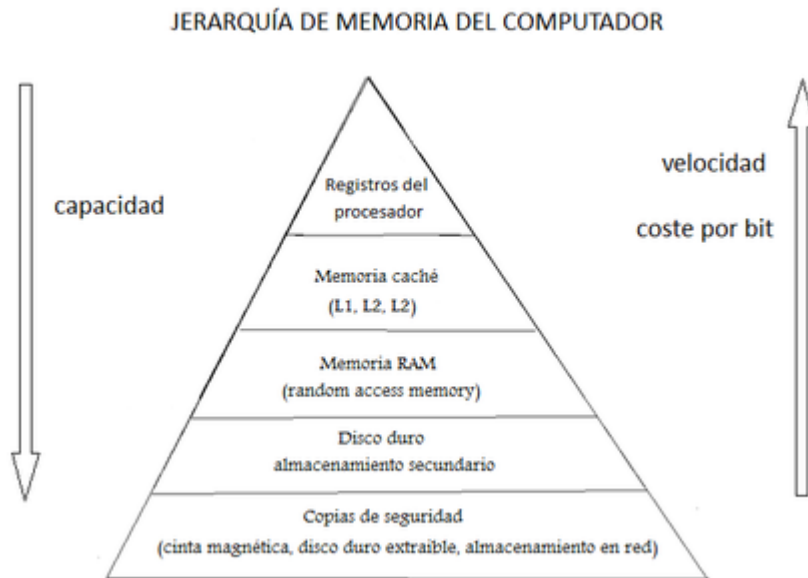 JERARQUÍA DE MEMORIA DEL COMPUTADOR
capacidad
velocidad
coste por bit
Registros del
procesador
Memoria caché
(L1, L2, L2)
Memoria RAM
(random access memory)
Disco duro
almacenamiento secundario
Copias de seguridad
(cinta magnética, disco duro extraible, almacenamiento en red)